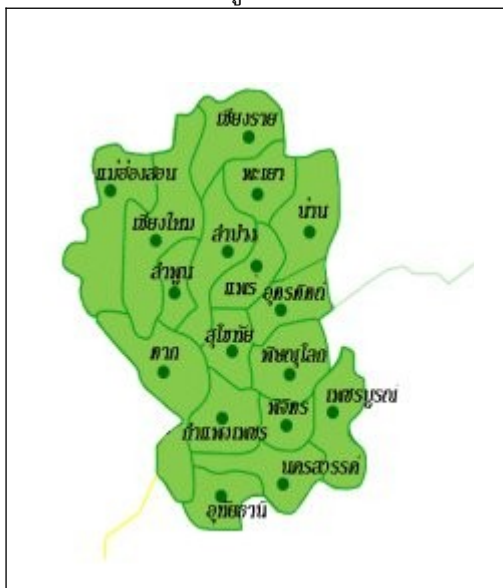 เชียงราย
แม่ฮ่องสอน
พะเยา
เชียงใหม่
น่าน
ลำปาง
ลำพูน
แพร่
อุตรดิตถ์
สุโขทัย
ตาก
พิษณุโลก
เพชรบูรณ์
กำแพงเพชร
พิจิตร
นครสวรรค์
อุทัยธานี